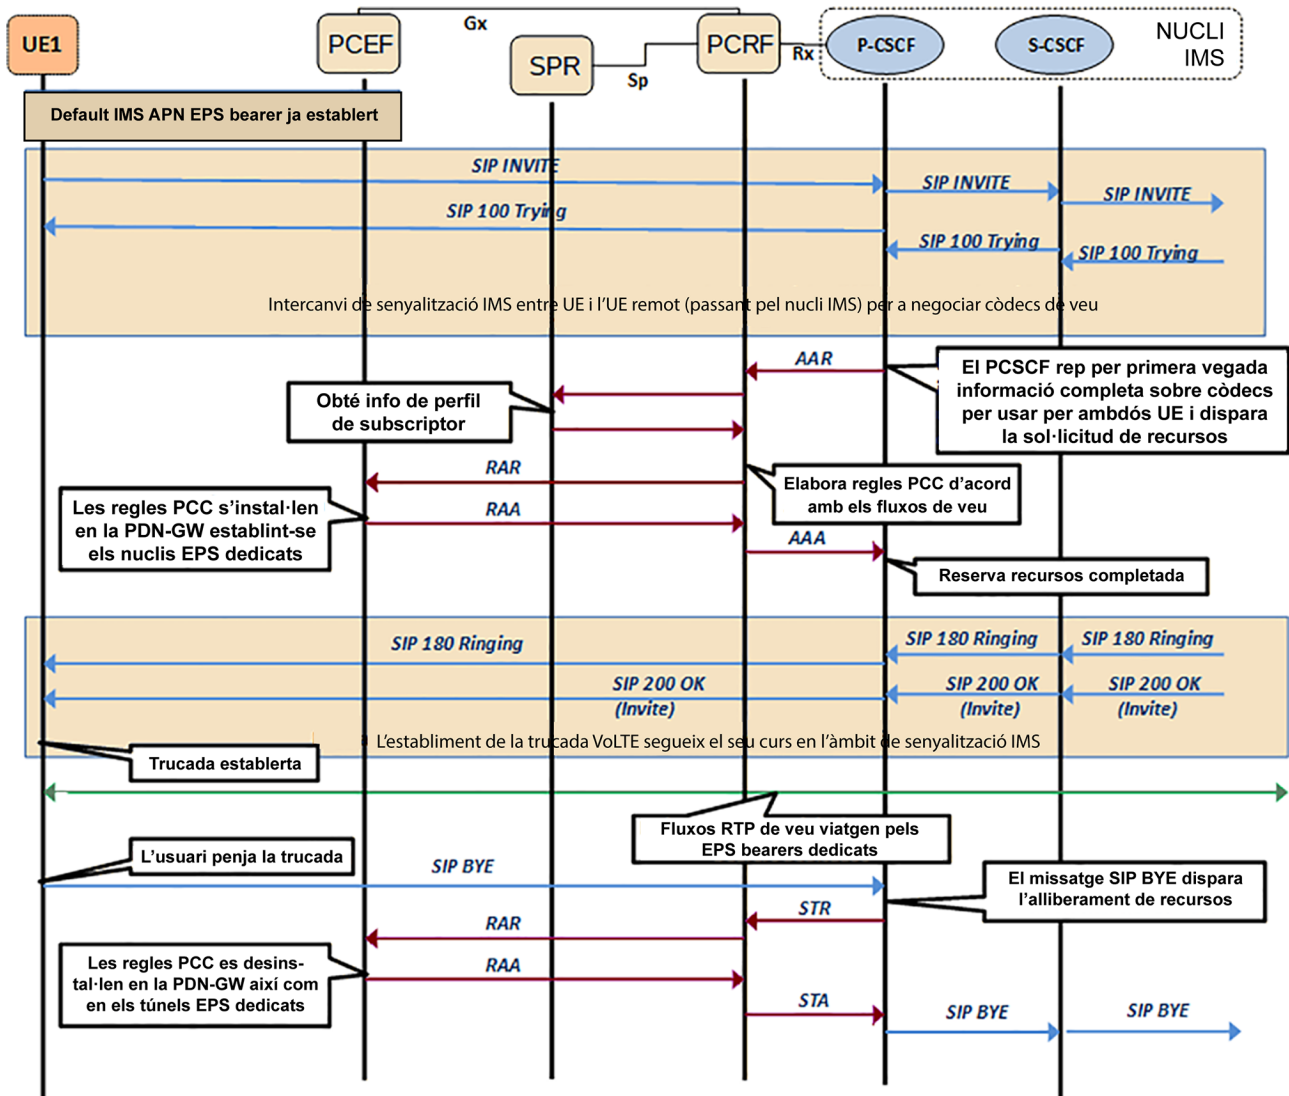 Gx
UE1
PCEF
SPR
Sp
PCRF
Rx
P-CSCF
S-CSCF
NUCLI
IMS
Default IMS APN EPS bearer ja establert
SIP INVITE
SIP INVITE
SIP INVITE
SIP 100 Trying
SIP 100 Trying
SIP 100 Trying
Intercanvi de senyalització IMS entre UE i l’UE remot (passant pel nucli IMS) per a negociar còdecs de veu
AAR
El PCSCF rep per primera vegada
informació completa sobre còdecs
per usar per ambdós UE i dispara
la sol·licitud de recursos
Obté info de perfil
de subscriptor
RAR
Elabora regles PCC d’acord
amb els fluxos de veu
Les regles PCC s’instal·len
en la PDN-GW establint-se
els nuclis EPS dedicats
RAA
AAA
Reserva recursos completada
SIP 180 Ringing
SIP 180 Ringing
SIP 180 Ringing
SIP 200 OK
(Invite)
SIP 200 OK
(Invite)
SIP 200 OK
(Invite)
L’establiment de la trucada VoLTE segueix el seu curs en l’àmbit de senyalització IMS
Trucada establerta
Fluxos RTP de veu viatgen pels
EPS bearers dedicats
L’usuari penja la trucada
SIP BYE
El missatge SIP BYE dispara
l’alliberament de recursos
STR
RAR
Les regles PCC es desins-
tal·len en la PDN-GW així com
en els túnels EPS dedicats
RAA
STA
SIP BYE
SIP BYE